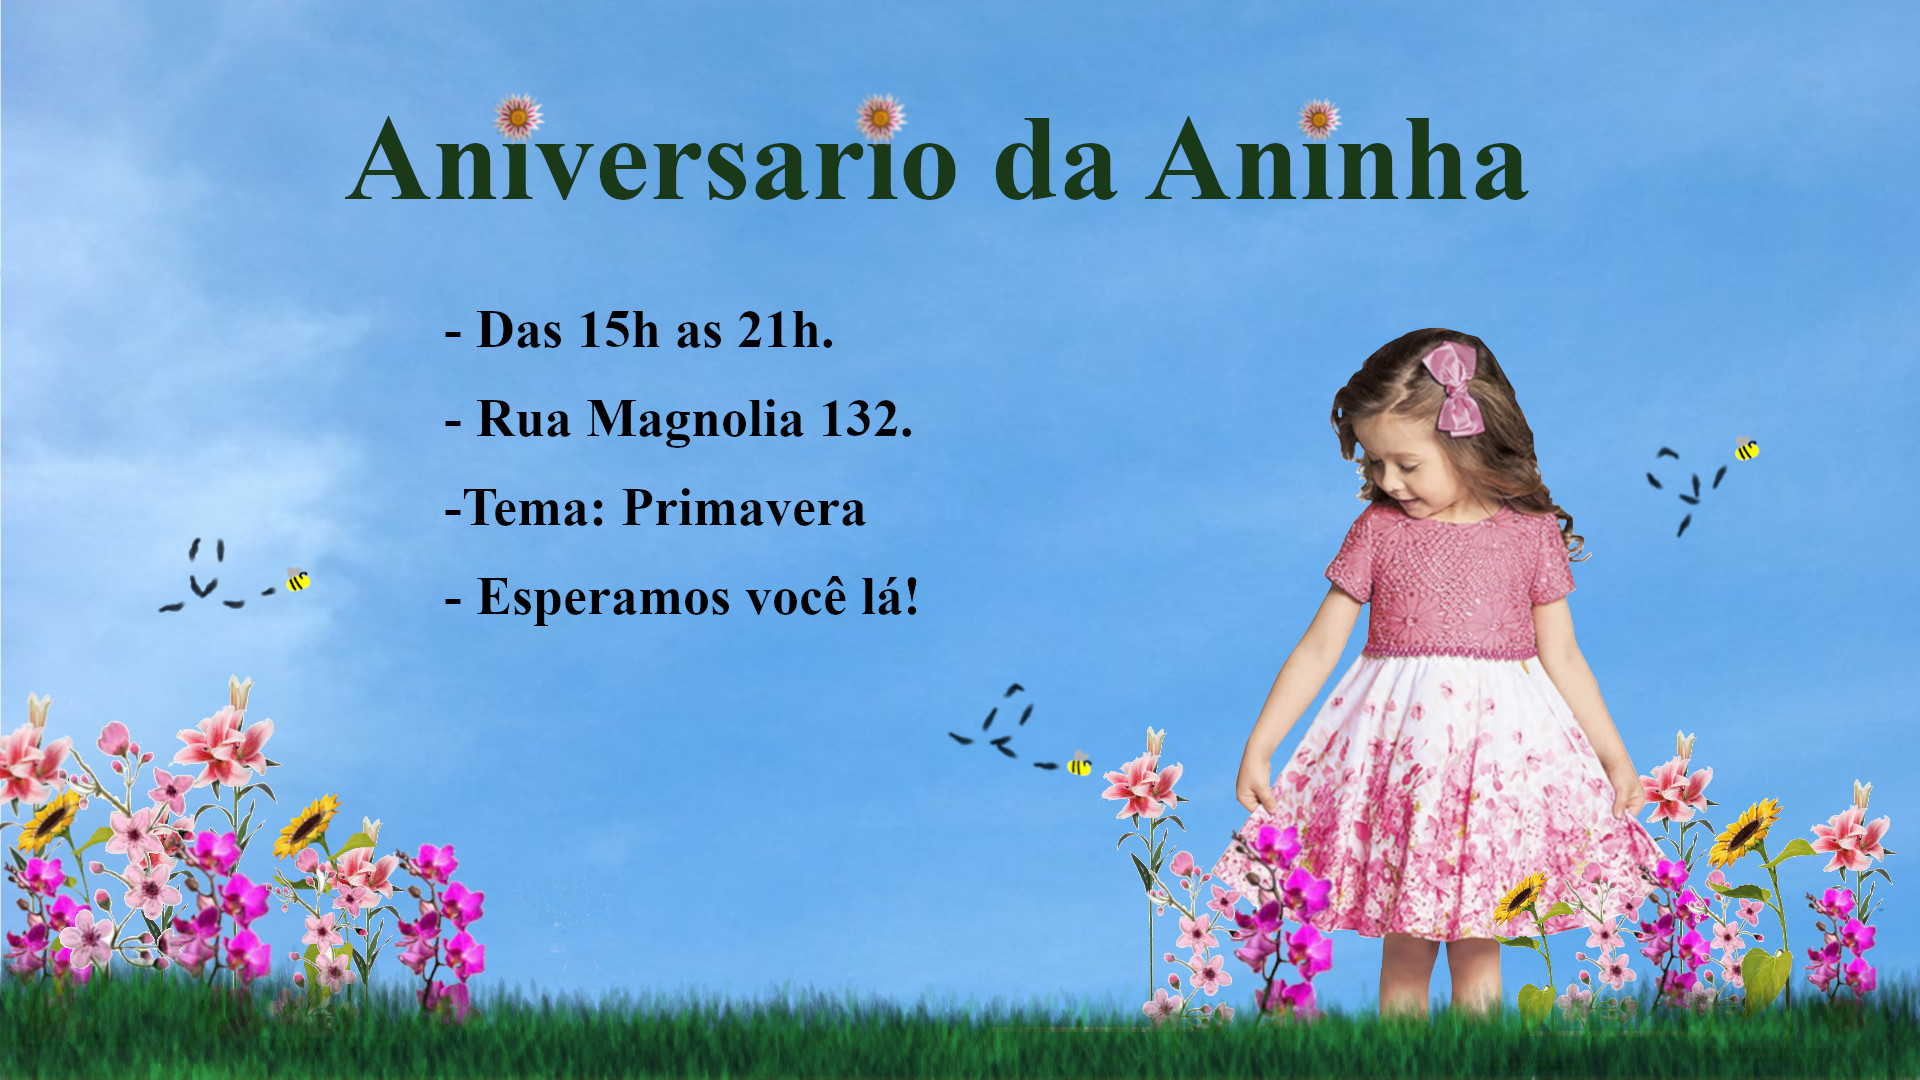 Aniversario da Aninha
- Das 15h as 21h.
- Rua Magnolia 132.
-Tema: Primavera
- Esperamos você lá!